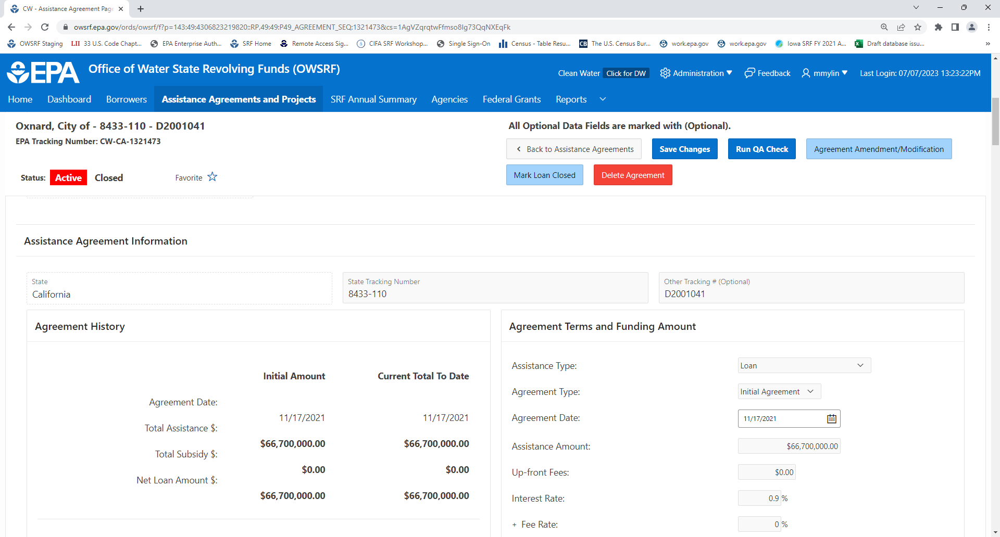 CW - Assistance Agreement Page
owsrf.epa.gov/ords/owsrf/f?p=143:49:4306823219820::RP,49:49:P49_AGREEMENT_SEQ:1321473&cs=1AgVZqrqtwFfmso8lg73QqNXEqFk
OWSRF Staging LII 33 U.S. Code Chapt... EPA Enterprise Auth... SRF Home Remote Access Sig... CIFA SRF Workshop... Single Sign-On Census - Table Resu... CB The U.S. Census Bur... work.epa.gov work.epa.gov Iowa SRF FY 2021 A... Draft database issu... »
EPA Office of Water State Revolving Funds (OWSRF)
Clean Water Click for DW Administration Feedback mmylin Last Login: 07/07/2023 13:23:22PM
Home Dashboard Borrowers Assistance Agreements and Projects SRF Annual Summary Agencies Federal Grants Reports
Oxnard, City of - 8433-110 - D2001041
EPA Tracking Number: CW-CA-1321473
All Optional Data Fields are marked with (Optional).
Back to Assistance Agreements Save Changes Run QA Check Agreement Amendment/Modification
Status: Active Closed Favorite
Mark Loan Closed Delete Agreement
Assistance Agreement Information
State
California
State Tracking Number
8433-110
Other Tracking # (Optional)
D2001041
Agreement History
Initial Amount Current Total To Date
Agreement Date:
11/17/2021 11/17/2021
Total Assistance $:
$66,700,000.00 $66,700,000.00
Total Subsidy $:
$0.00 $0.00
Net Loan Amount $:
$66,700,000.00 $66,700,000.00
Agreement Terms and Funding Amount
Assistance Type: Loan
Agreement Type: Initial Agreement
Agreement Date: 11/17/2021
Assistance Amount: $66,700,000.00
Up-front Fees: $0.00
Interest Rate: 0.9 %
+ Fee Rate: 0 %